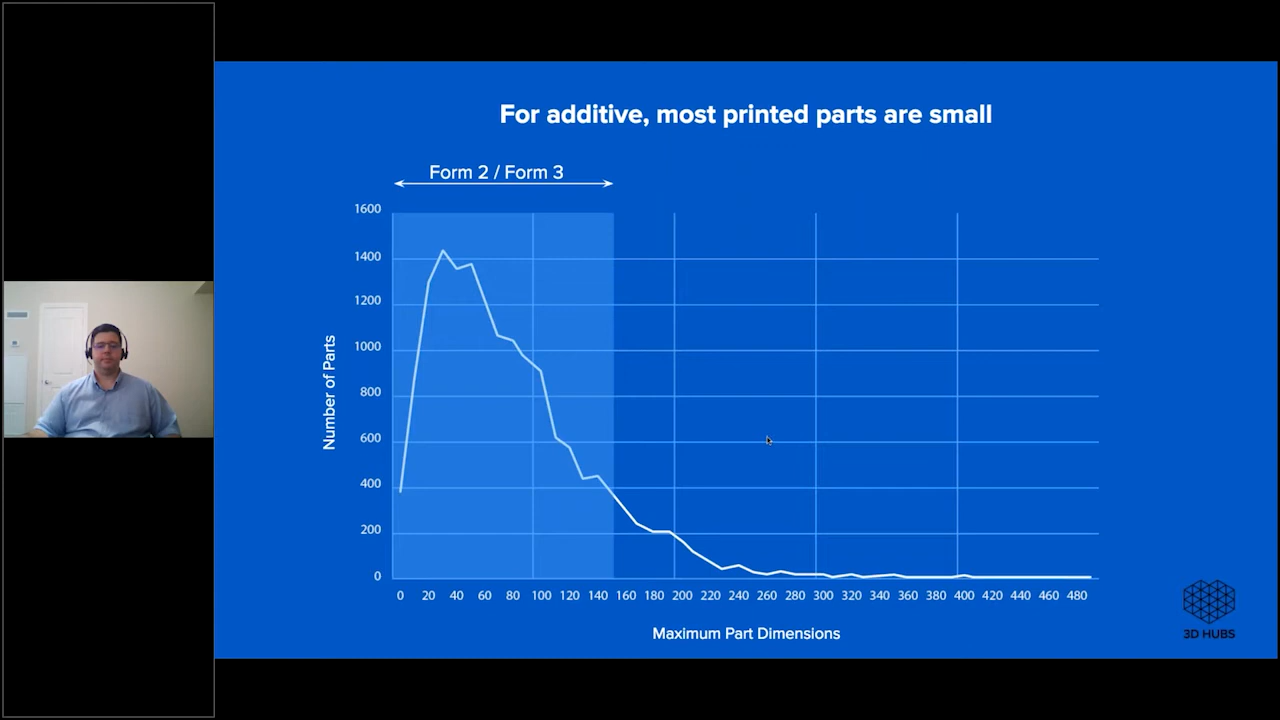 For additive, most printed parts are small
Form 2 / Form 3
1600
1400
1200
1000
800
600
400
200
0
Number of Parts
0 20 40 60 80 100 120 140 160 180 200 220 240 260 280 300 320 340 360 380 400 420 440 460 480
Maximum Part Dimensions
3D HUBS